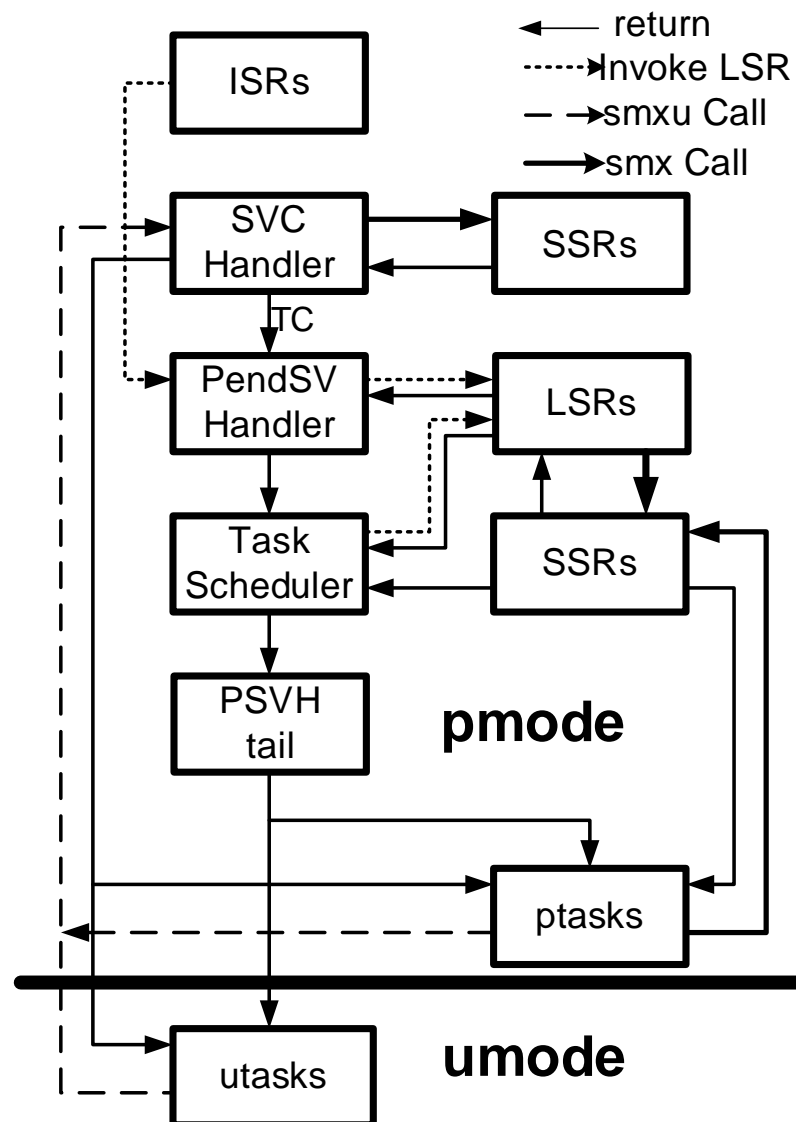 return
Invoke LSR
smxu Call
smx Call
ISRs
SVC
Handler
SSRs
TC
PendSV
Handler
LSRs
Task
Scheduler
SSRs
PSVH
tail
pmode
ptasks
umode
utasks